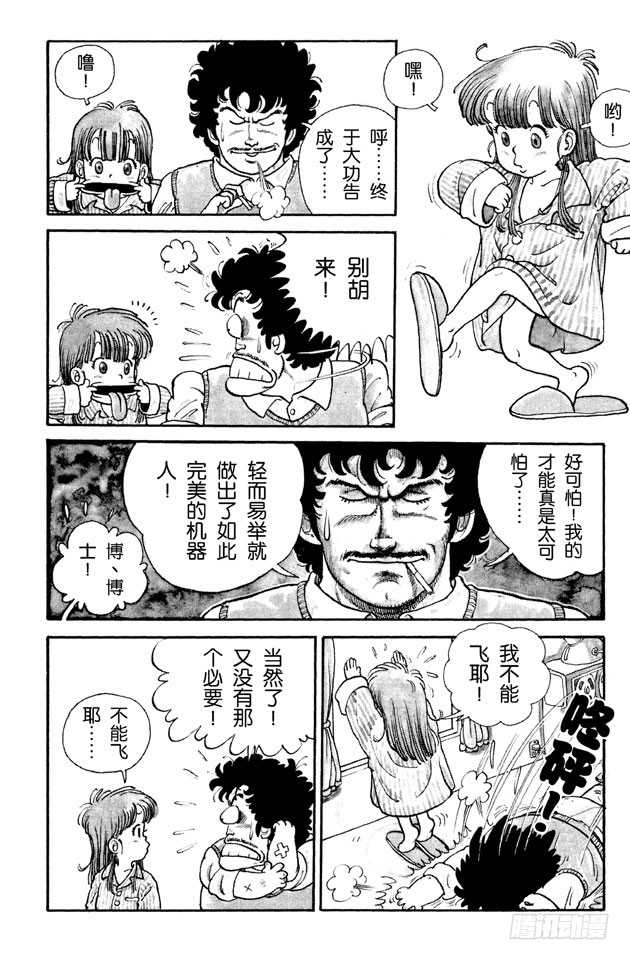 哟！
嘿！
呼……终
于大功告
成了……
噜！
别胡
来！
好可怕！我的
才能真是太可
怕了……
轻而易举就
做出了如此
完美的机器
人！
博、博
士！
我不能
飞耶！
咚砰！
当然了！
又没有那
个必要！
不能飞
耶……
腾讯动漫